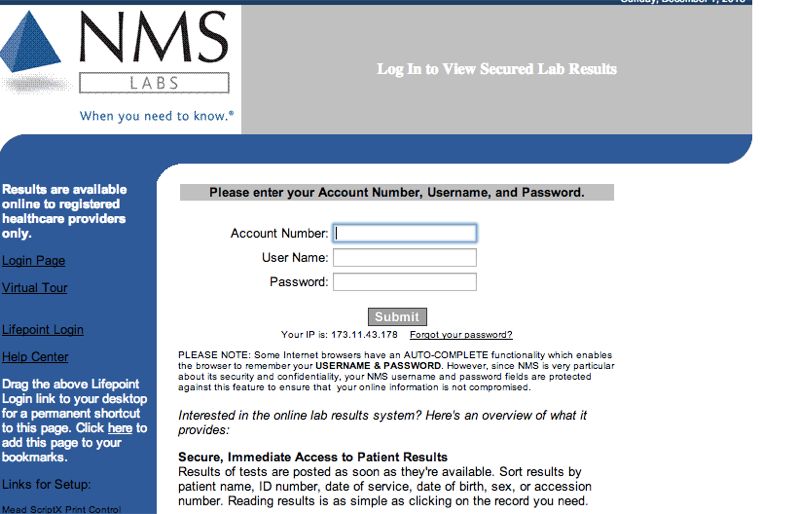 NMS
LABS
When you need to know.®
Log In to View Secured Lab Results
Results are available
online to registered
healthcare providers
only.
Login Page
Virtual Tour
Lifepoint Login
Help Center
Drag the above Lifepoint
Login link to your desktop
for a permanent shortcut
to this page. Click here to
add this page to your
bookmarks.
Links for Setup:
Mead ScriptX Print Control
Please enter your Account Number, Username, and Password.
Account Number:
User Name:
Password:
Submit
Your IP is: 173.11.43.178 Forgot your password?
PLEASE NOTE: Some Internet browsers have an AUTO-COMPLETE functionality which enables
the browser to remember your USERNAME & PASSWORD. However, since NMS is very particular
about its security and confidentiality, your NMS username and password fields are protected
against this feature to ensure that your online information is not compromised.
Interested in the online lab results system? Here's an overview of what it
provides:
Secure, Immediate Access to Patient Results
Results of tests are posted as soon as they're available. Sort results by
patient name, ID number, date of service, date of birth, sex, or accession
number. Reading results is as simple as clicking on the record you need.